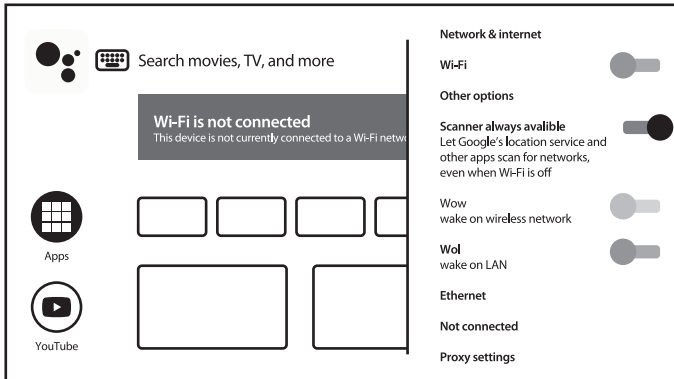 Search movies, TV, and more
Wi-Fi is not connected
This device is not currently connected to a Wi-Fi netwo
Apps
YouTube
Network & internet
Wi-Fi
Other options
Scanner always avalible
Let Google's location service and
other apps scan for networks,
even when Wi-Fi is off
Wow
wake on wireless network
Wol
wake on LAN
Ethernet
Not connected
Proxy settings